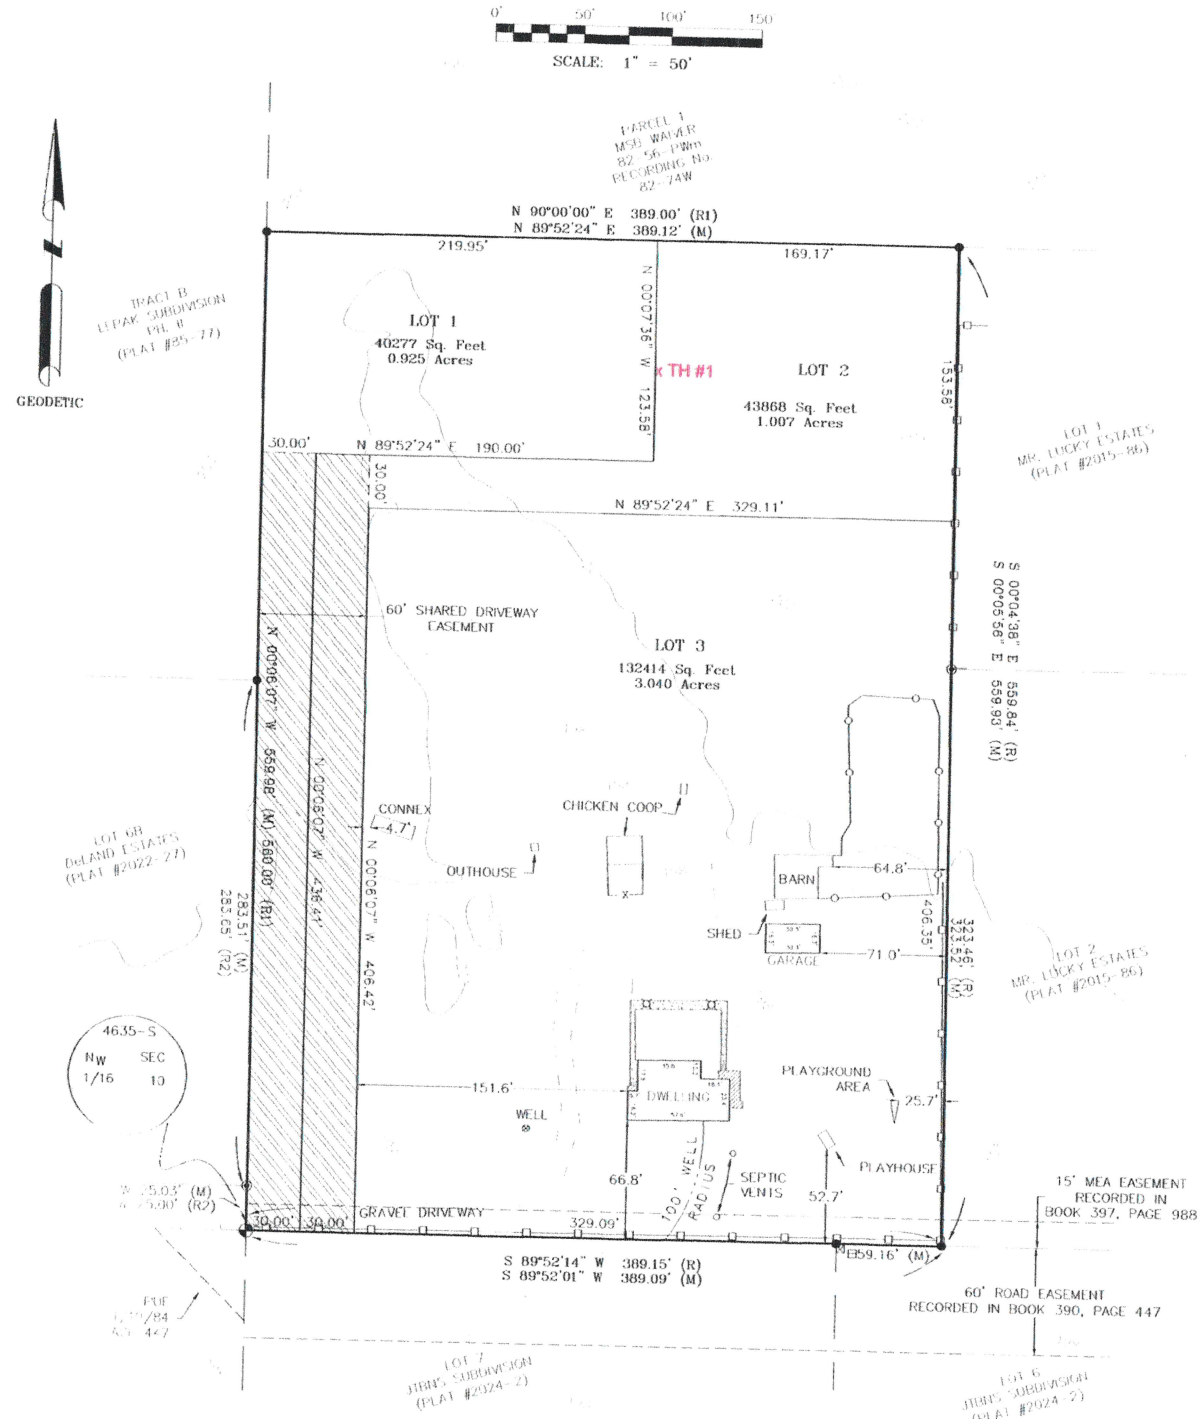 0' 50' 100' 150
SCALE: 1" = 50'
PARCEL 1
MSB WAIVER
82-56-PWm
RECORDING No.
82-74W
N 90°00'00" E 389.00' (R1)
N 89°52'24" E 389.12' (M)
219.95'
169.17'
GEODETIC
TRACT B
LEPAK SUBDIVISION
PH. II
(PLAT #85-77)
LOT 1
40277 Sq. Feet
0.925 Acres
N 00°07'36" W 123.58'
x TH #1
LOT 2
43868 Sq. Feet
1.007 Acres
153.58'
LOT 1
MR. LUCKY ESTATES
(PLAT #2015-86)
30.00'
N 89°52'24" E 190.00'
30.00'
N 89°52'24" E 329.11'
S 00°04'38" E 559.84' (R)
S 00°05'56" E 559.93' (M)
60' SHARED DRIVEWAY
EASEMENT
LOT 3
132414 Sq. Feet
3.040 Acres
N 00°06'07" W 559.98' (M) 560.00' (R1)
N 00°06'07" W 436.41'
N 00°06'07" W 406.42'
CONNEX
4.7'
CHICKEN COOP
OUTHOUSE
x
BARN
64.8'
SHED
GARAGE
71.0'
406.35'
323.46' (R)
323.52' (M)
LOT 6B
DeLAND ESTATES
(PLAT #2022-27)
283.51' (M)
283.65' (R2)
LOT 2
MR. LUCKY ESTATES
(PLAT #2015-86)
4635-S
NW SEC
1/16 10
151.6'
DWELLING
WELL
PLAYGROUND
AREA
25.7'
66.8'
100' WELL
RADIUS
SEPTIC
VENTS
PLAYHOUSE
52.7'
15' MEA EASEMENT
RECORDED IN
BOOK 397, PAGE 988
W 25.03' (M)
25.00' (R2)
30.00' 30.00'
GRAVEL DRIVEWAY
329.09'
59.16' (M)
S 89°52'14" W 389.15' (R)
S 89°52'01" W 389.09' (M)
60' ROAD EASEMENT
RECORDED IN BOOK 390, PAGE 447
PUE
447
LOT 7
JTBNS SUBDIVISION
(PLAT #2024-2)
LOT 6
JTBNS SUBDIVISION
(PLAT #2024-2)